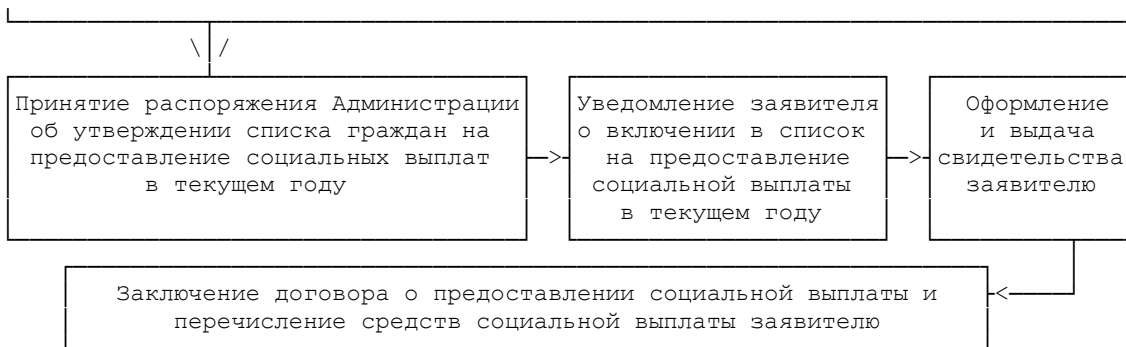 Принятие распоряжения Администрации
об утверждении списка граждан на
предоставление социальных выплат
в текущем году
Уведомление заявителя
о включении в список
на предоставление
социальной выплаты
в текущем году
Оформление
и выдача
свидетельства
заявителю
Заключение договора о предоставлении социальной выплаты и
перечисление средств социальной выплаты заявителю